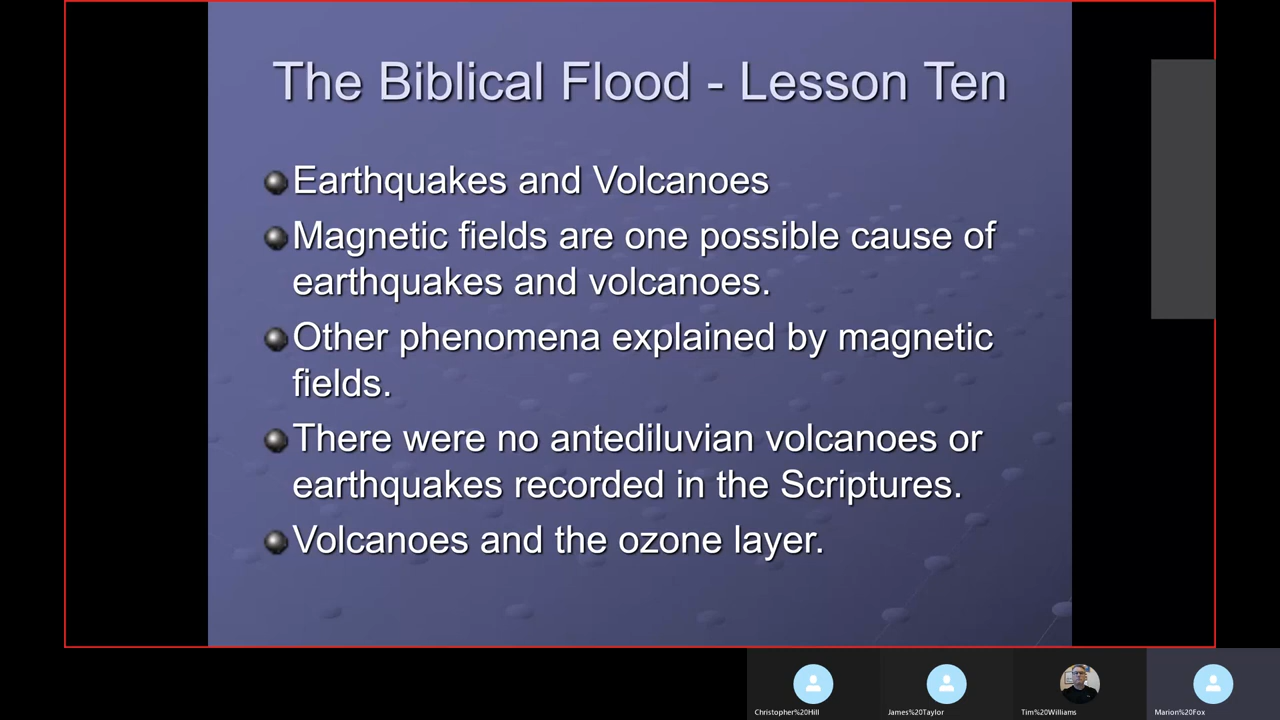 The Biblical Flood - Lesson Ten
Earthquakes and Volcanoes
Magnetic fields are one possible cause of
earthquakes and volcanoes.
Other phenomena explained by magnetic
fields.
There were no antediluvian volcanoes or
earthquakes recorded in the Scriptures.
Volcanoes and the ozone layer.
Christopher%20Hill
James%20Taylor
Tim%20Williams
Marion%20Fox